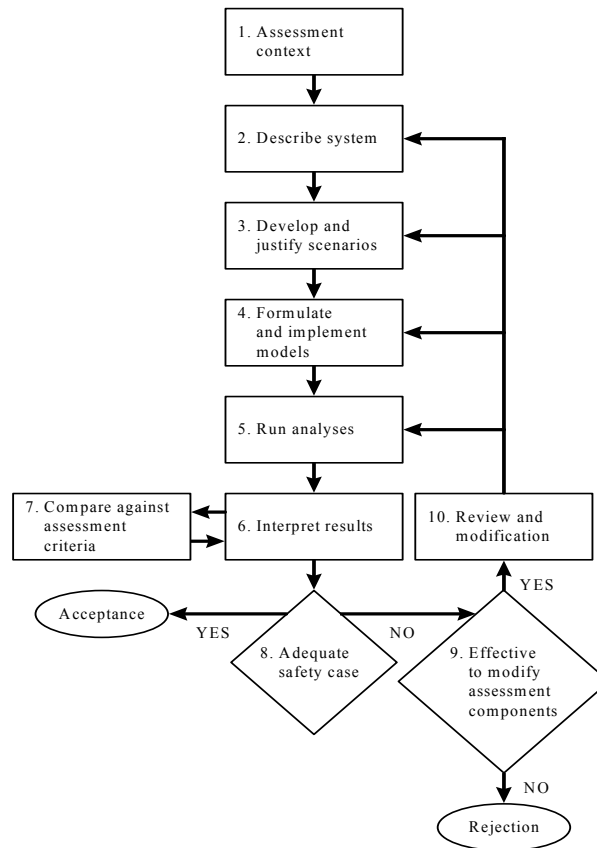 1. Assessment
context
2. Describe system
3. Develop and
justify scenarios
4. Formulate
and implement
models
5. Run analyses
7. Compare against
assessment
criteria
6. Interpret results
10. Review and
modification
Acceptance
YES
NO
YES
8. Adequate
safety case
9. Effective
to modify
assessment
components
NO
Rejection